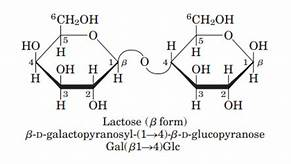 ⁶CH₂OH ⁶CH₂OH
5 O 5 O
HO H H H
4 1 β O 4 1 β
H OH H H H OH H OH
3 2 3 2
H OH H OH
Lactose (β form)
β-D-galactopyranosyl-(1→4)-β-D-glucopyranose
Gal(β1→4)Glc